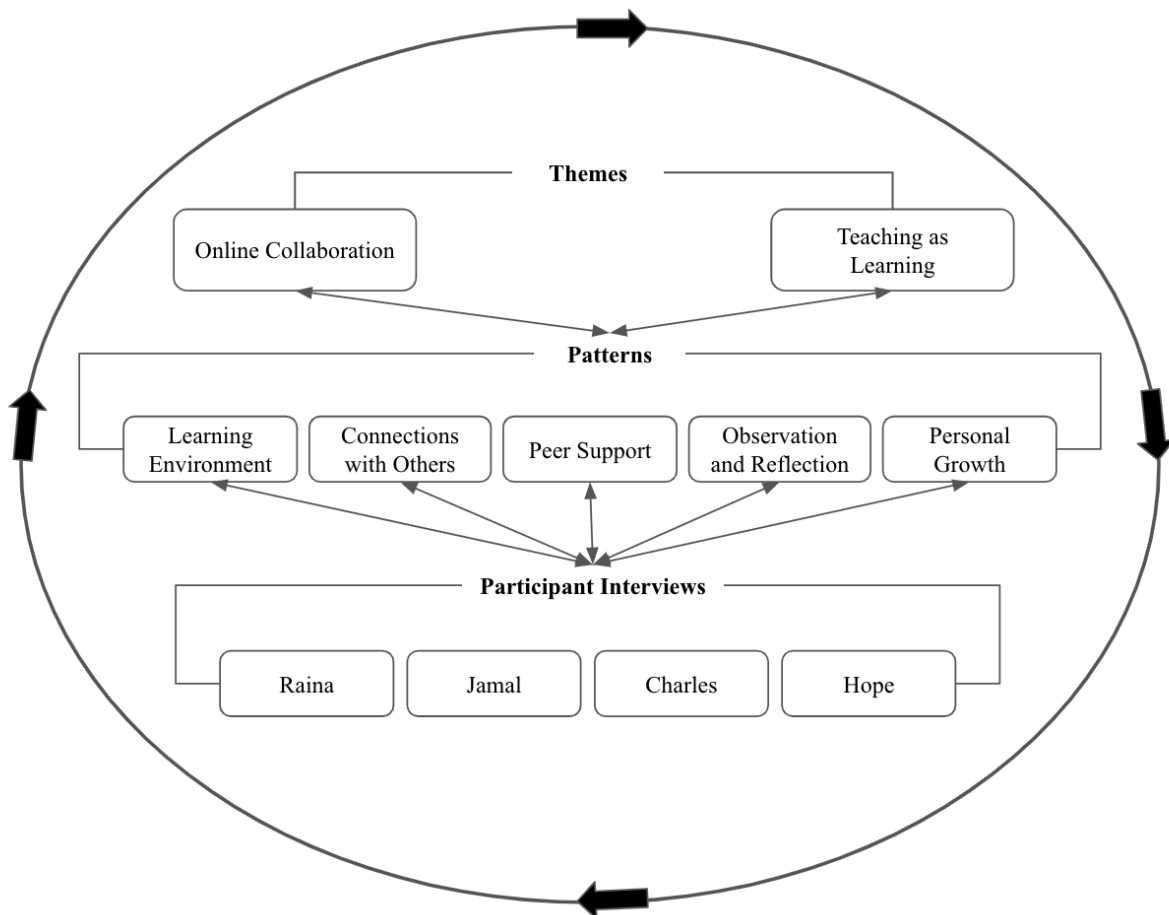 Themes
Online Collaboration
Teaching as
Learning
Patterns
Learning
Environment
Connections
with Others
Peer Support
Observation
and Reflection
Personal
Growth
Participant Interviews
Raina
Jamal
Charles
Hope